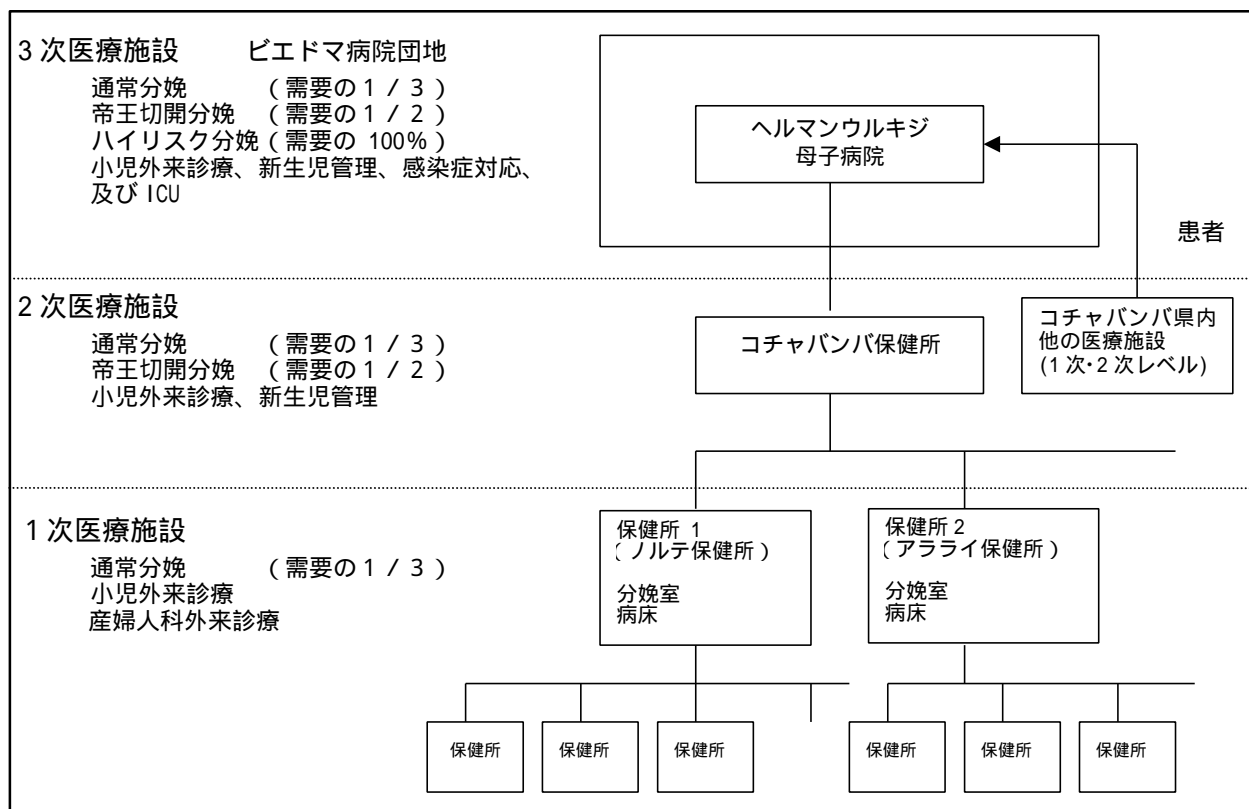 3次医療施設 ビエドマ病院団地
通常分娩 (需要の1/3)
帝王切開分娩 (需要の1/2)
ハイリスク分娩(需要の 100%)
小児外来診療、新生児管理、感染症対応、
及びICU
ヘルマンウルキジ
母子病院
患者
2次医療施設
通常分娩 (需要の1/3)
帝王切開分娩 (需要の1/2)
小児外来診療、新生児管理
コチャバンバ保健所
コチャバンバ県内
他の医療施設
(1次・2次レベル)
1次医療施設
通常分娩 (需要の1/3)
小児外来診療
産婦人科外来診療
保健所 1
(ノルテ保健所)
分娩室
病床
保健所2
(アラライ保健所)
分娩室
病床
保健所
保健所
保健所
保健所
保健所
保健所